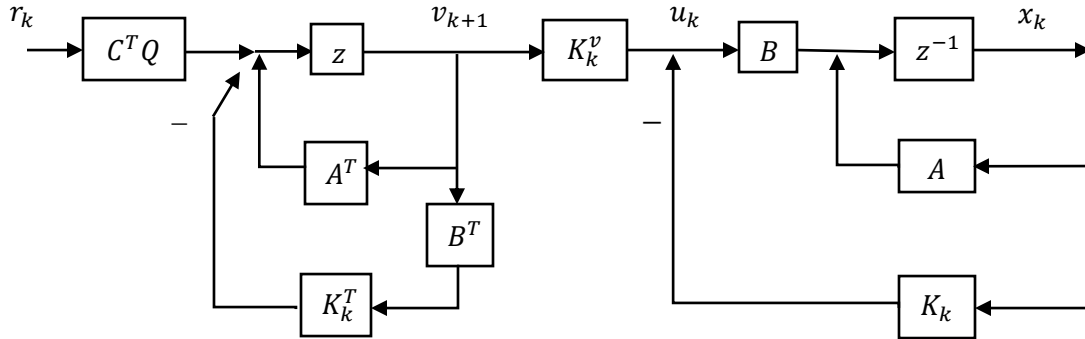 r_k
v_{k+1}
u_k
x_k
C^T Q
z
K_k^v
B
z^{-1}
−
−
A^T
A
B^T
K_k^T
K_k